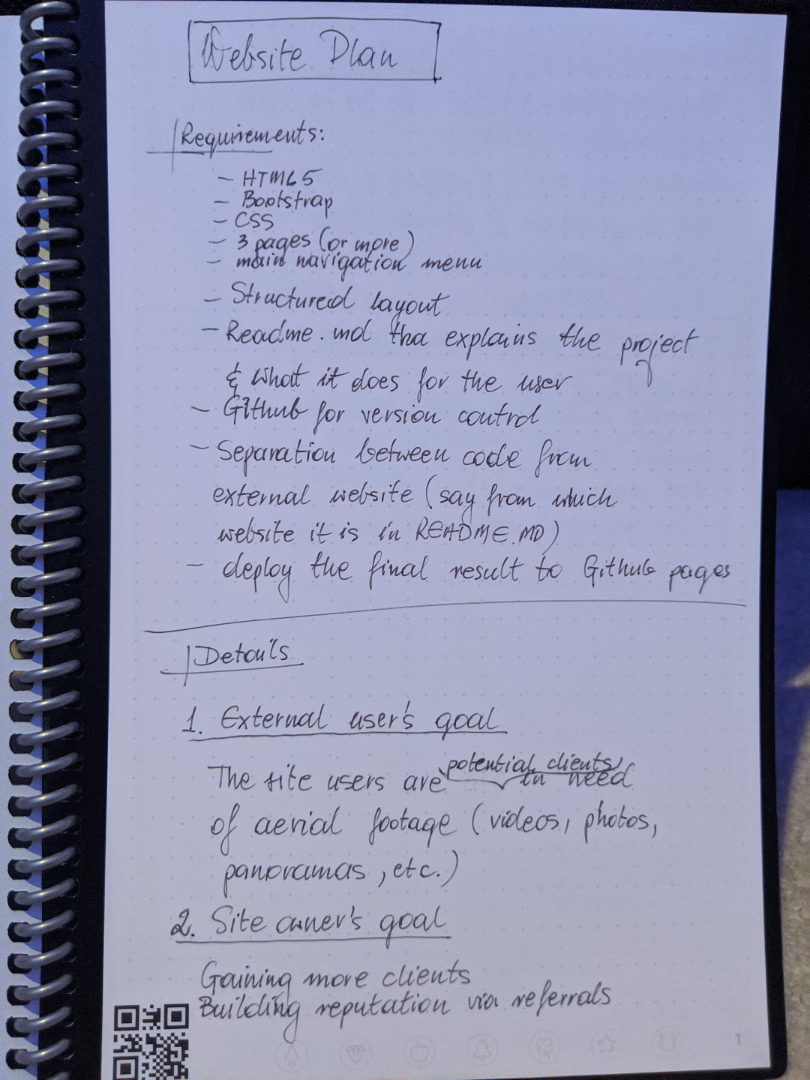 Website Plan
Requirements:
- HTML5
- Bootstrap
- CSS
- 3 pages (or more)
- main navigation menu
- Structured layout
- Readme.md tha explains the project
& what it does for the user
- Github for version control
- Separation between code from
external website (say from which
website it is in README.MD)
- deploy the final result to Github pages
Details
1. External user's goal
The site users are potential clients in need
of aerial footage (videos, photos,
panoramas, etc.)
2. Site owner's goal
Gaining more clients
Building reputation via referrals
1